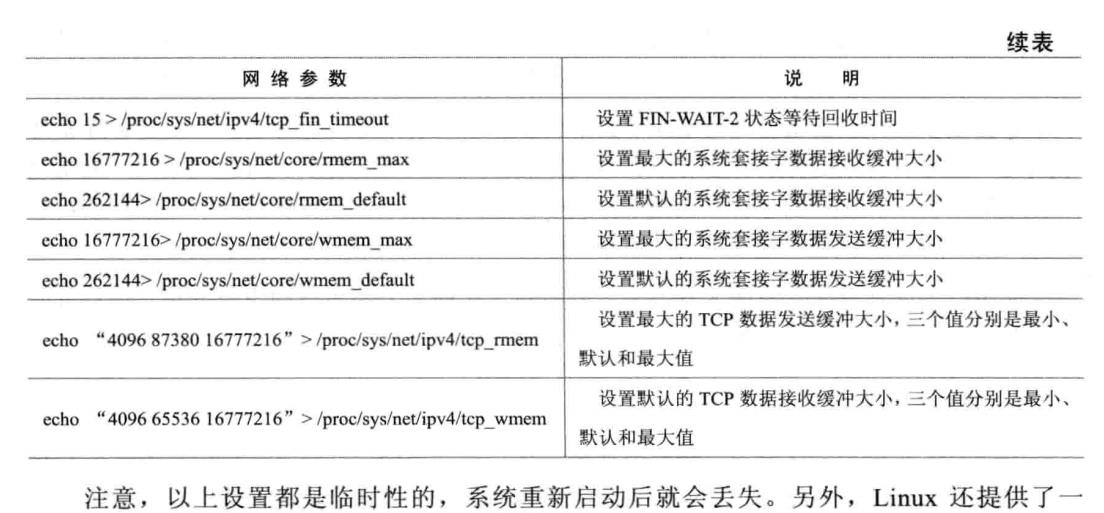 续表
网 络 参 数 说 明
echo 15 > /proc/sys/net/ipv4/tcp_fin_timeout 设置 FIN-WAIT-2 状态等待回收时间
echo 16777216 > /proc/sys/net/core/rmem_max 设置最大的系统套接字数据接收缓冲大小
echo 262144> /proc/sys/net/core/rmem_default 设置默认的系统套接字数据接收缓冲大小
echo 16777216> /proc/sys/net/core/wmem_max 设置最大的系统套接字数据发送缓冲大小
echo 262144> /proc/sys/net/core/wmem_default 设置默认的系统套接字数据发送缓冲大小
echo “4096 87380 16777216” > /proc/sys/net/ipv4/tcp_rmem
设置最大的 TCP 数据发送缓冲大小，三个值分别是最小、
默认和最大值
echo “4096 65536 16777216” > /proc/sys/net/ipv4/tcp_wmem
设置默认的 TCP 数据接收缓冲大小，三个值分别是最小、
默认和最大值
注意，以上设置都是临时性的，系统重新启动后就会丢失。另外，Linux 还提供了一